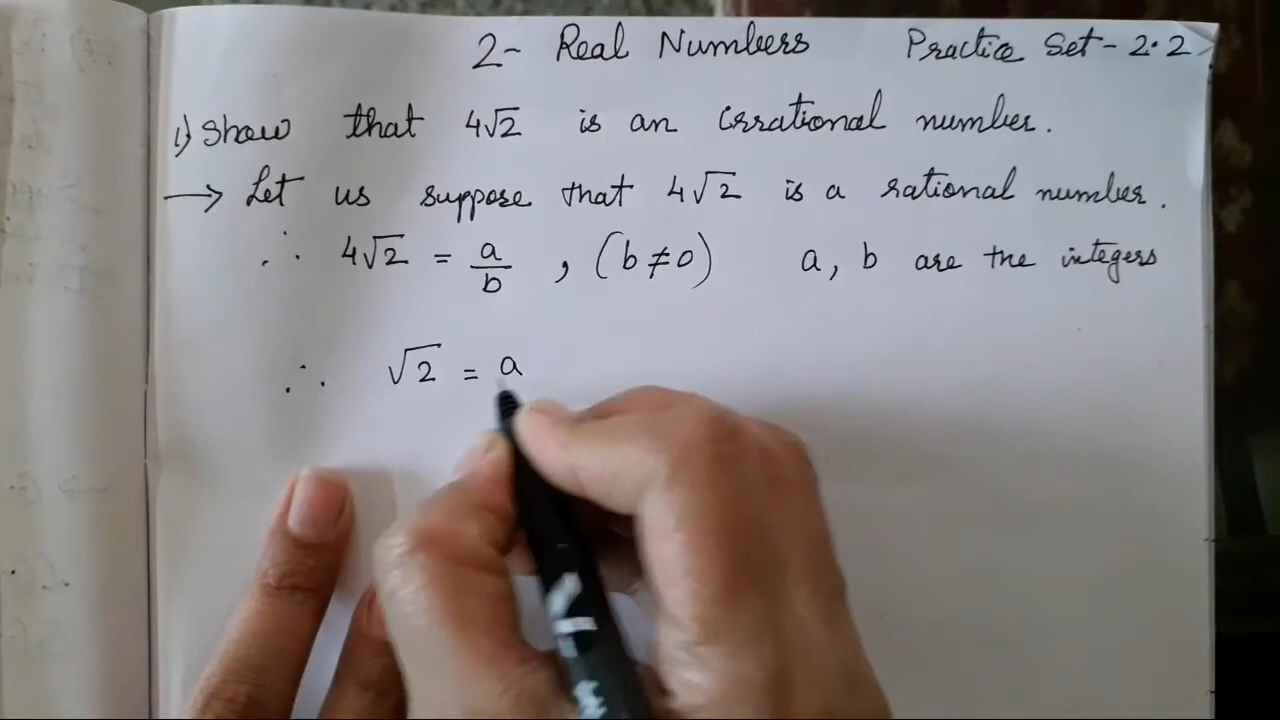 2- Real Numbers Practice Set - 2.2
1) Show that 4√2 is an irrational number.
→ Let us suppose that 4√2 is a rational number.
∴ 4√2 = a/b , (b ≠ 0) a, b are the integers
∴ √2 = a